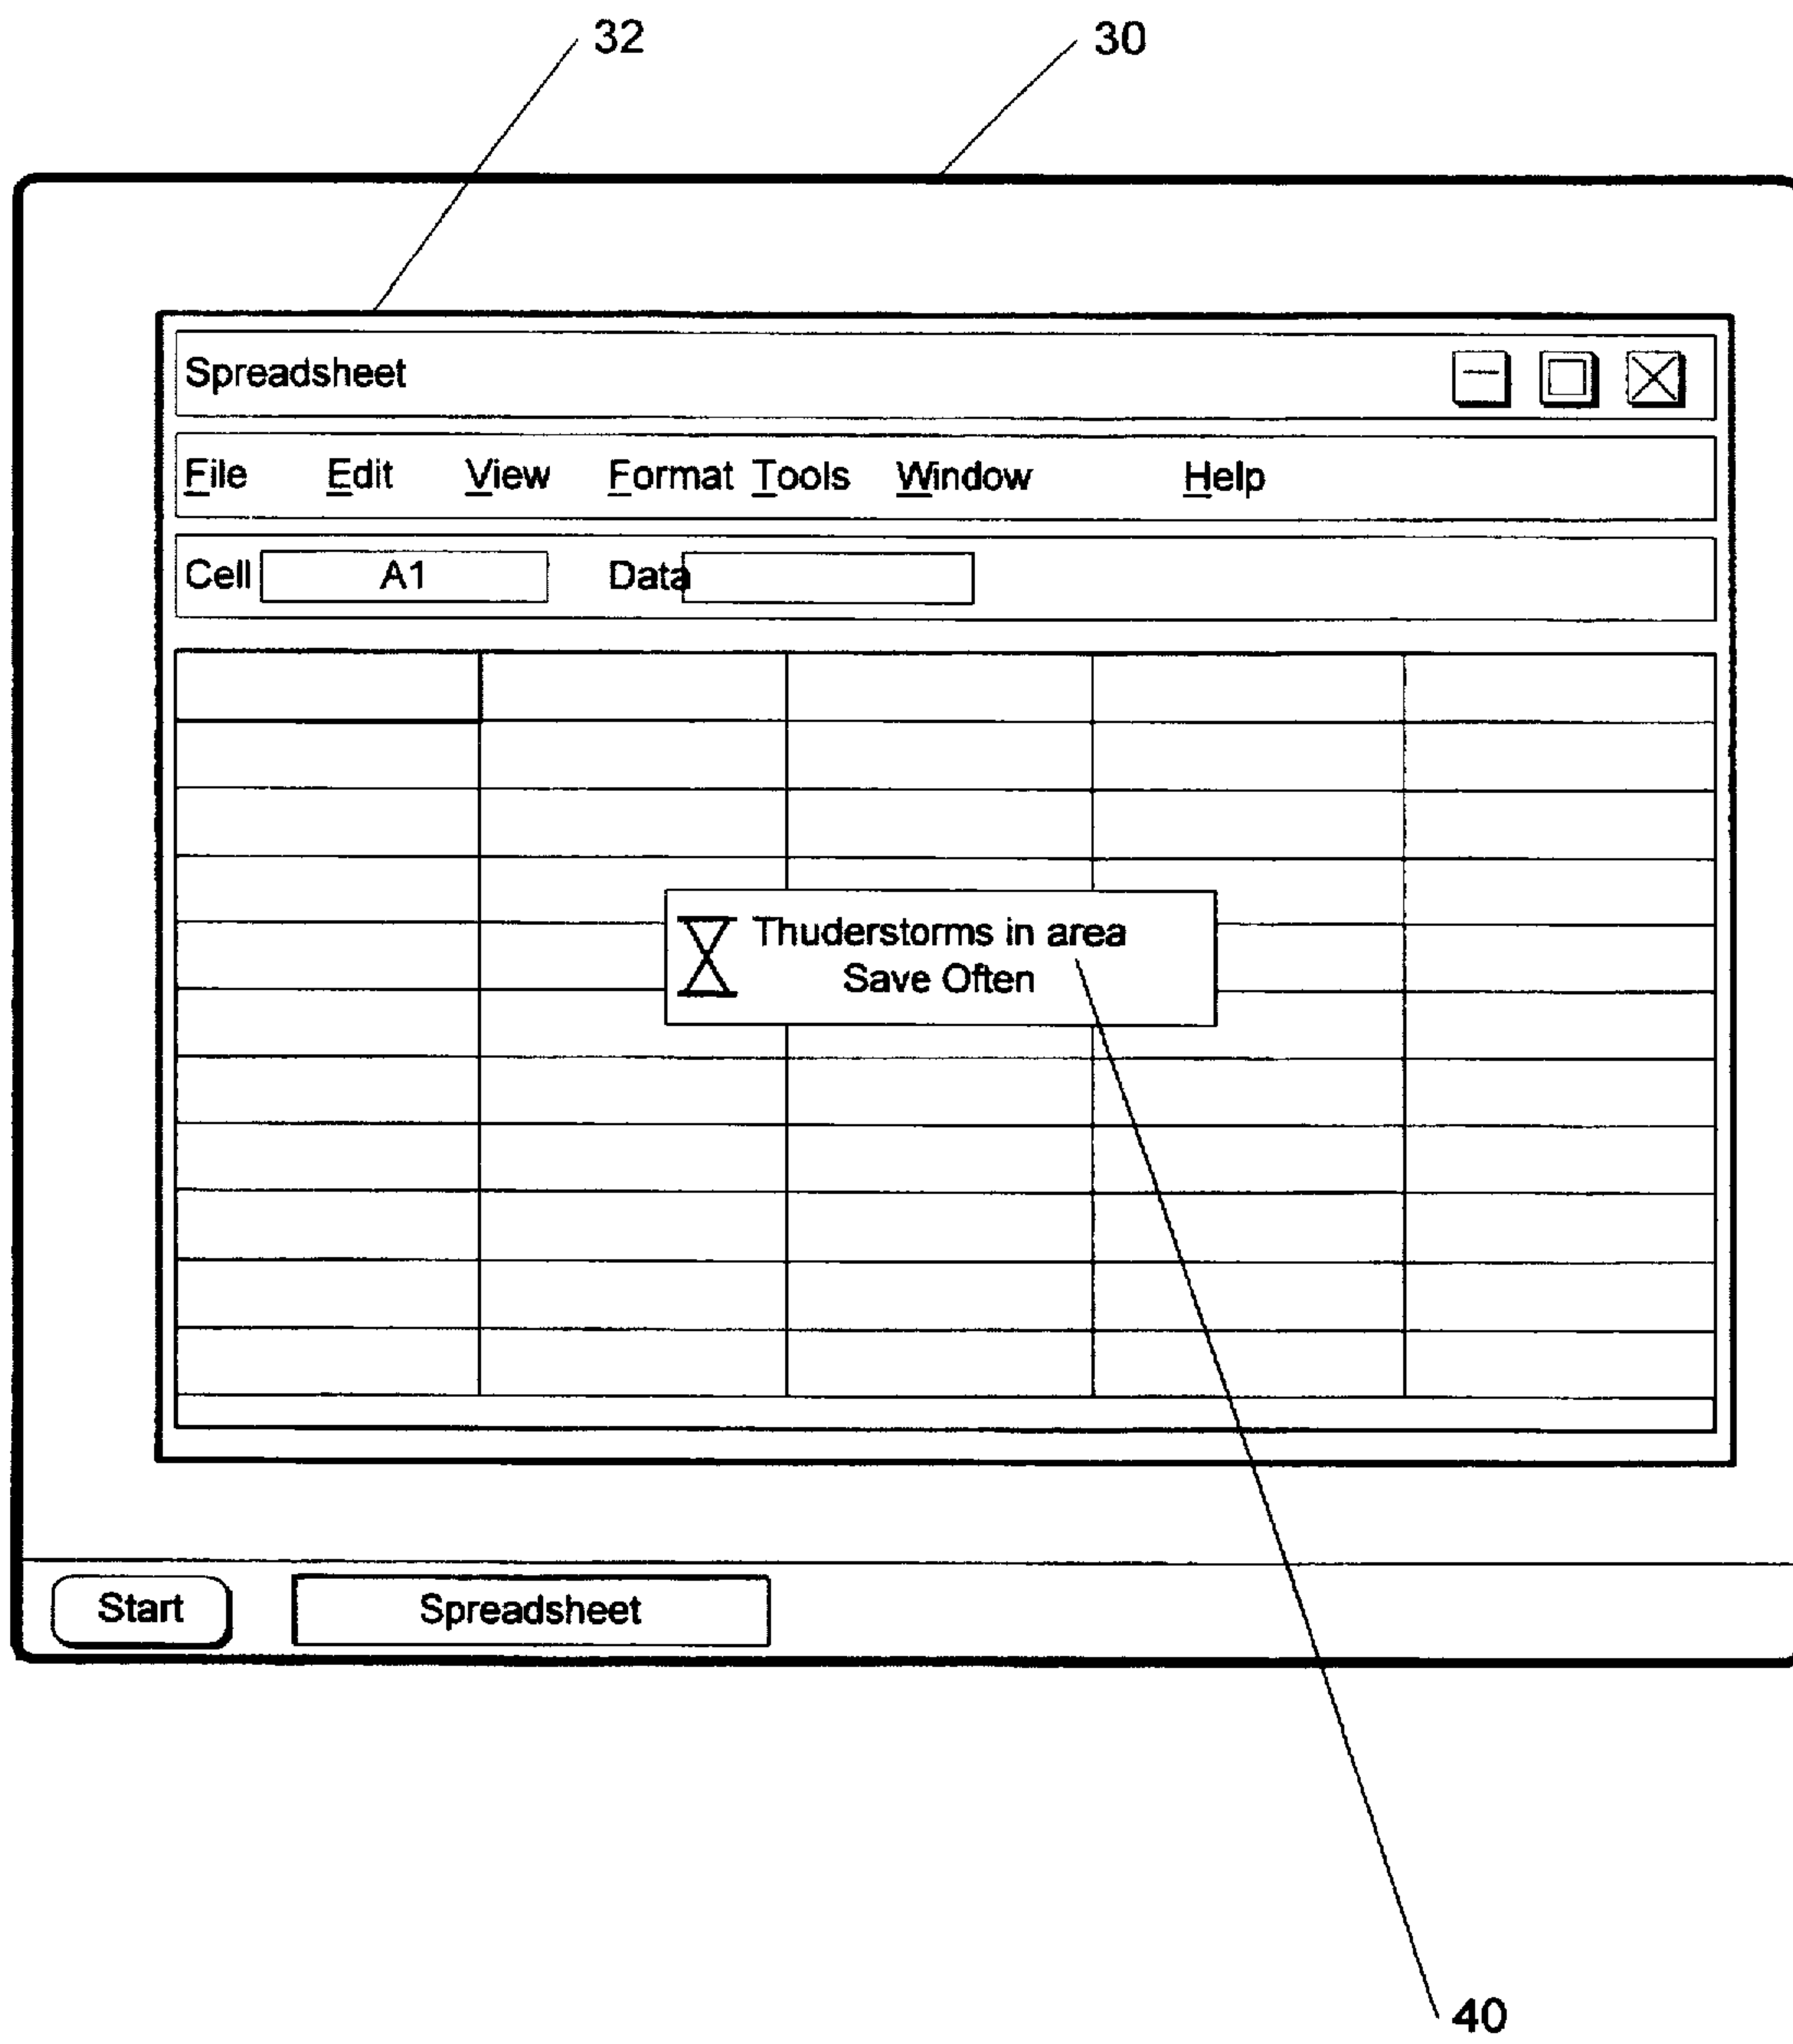 32 30
Spreadsheet
File Edit View Format Tools Window Help
Cell A1 Data
Thuderstorms in area
Save Often
Start Spreadsheet
40